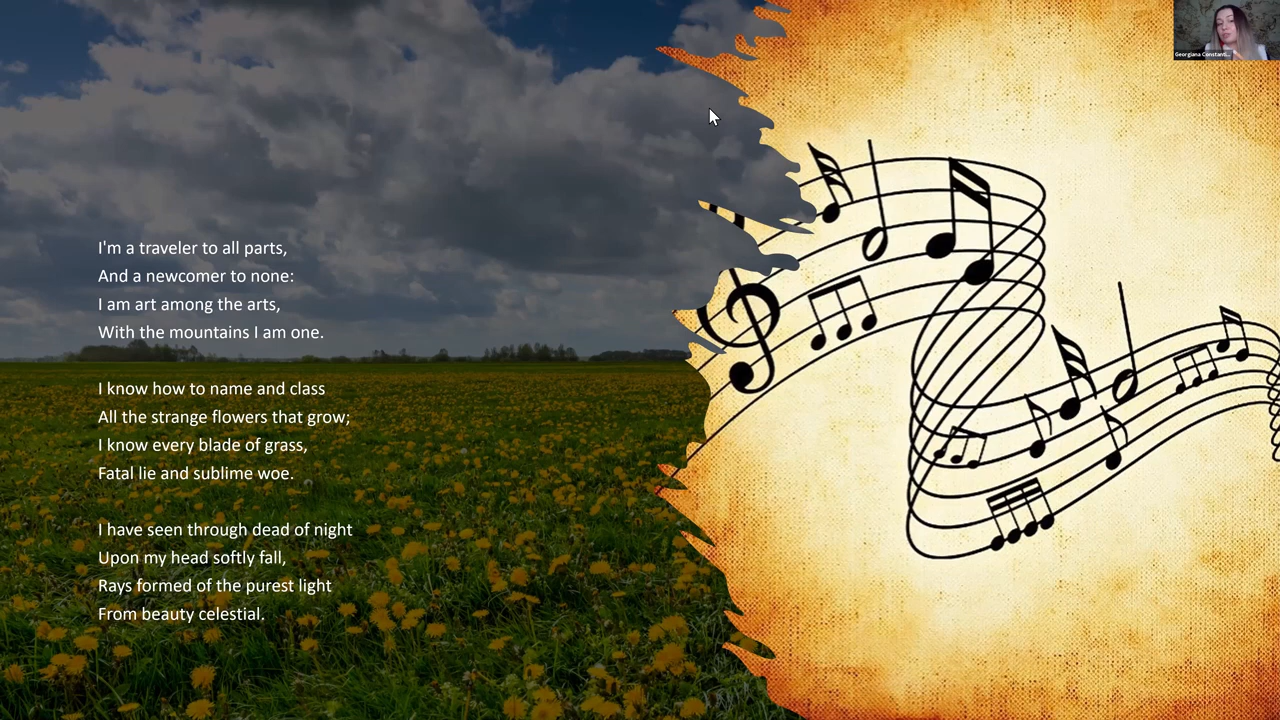 I'm a traveler to all parts,
And a newcomer to none:
I am art among the arts,
With the mountains I am one.
I know how to name and class
All the strange flowers that grow;
I know every blade of grass,
Fatal lie and sublime woe.
I have seen through dead of night
Upon my head softly fall,
Rays formed of the purest light
From beauty celestial.
Georgiana Constanti...